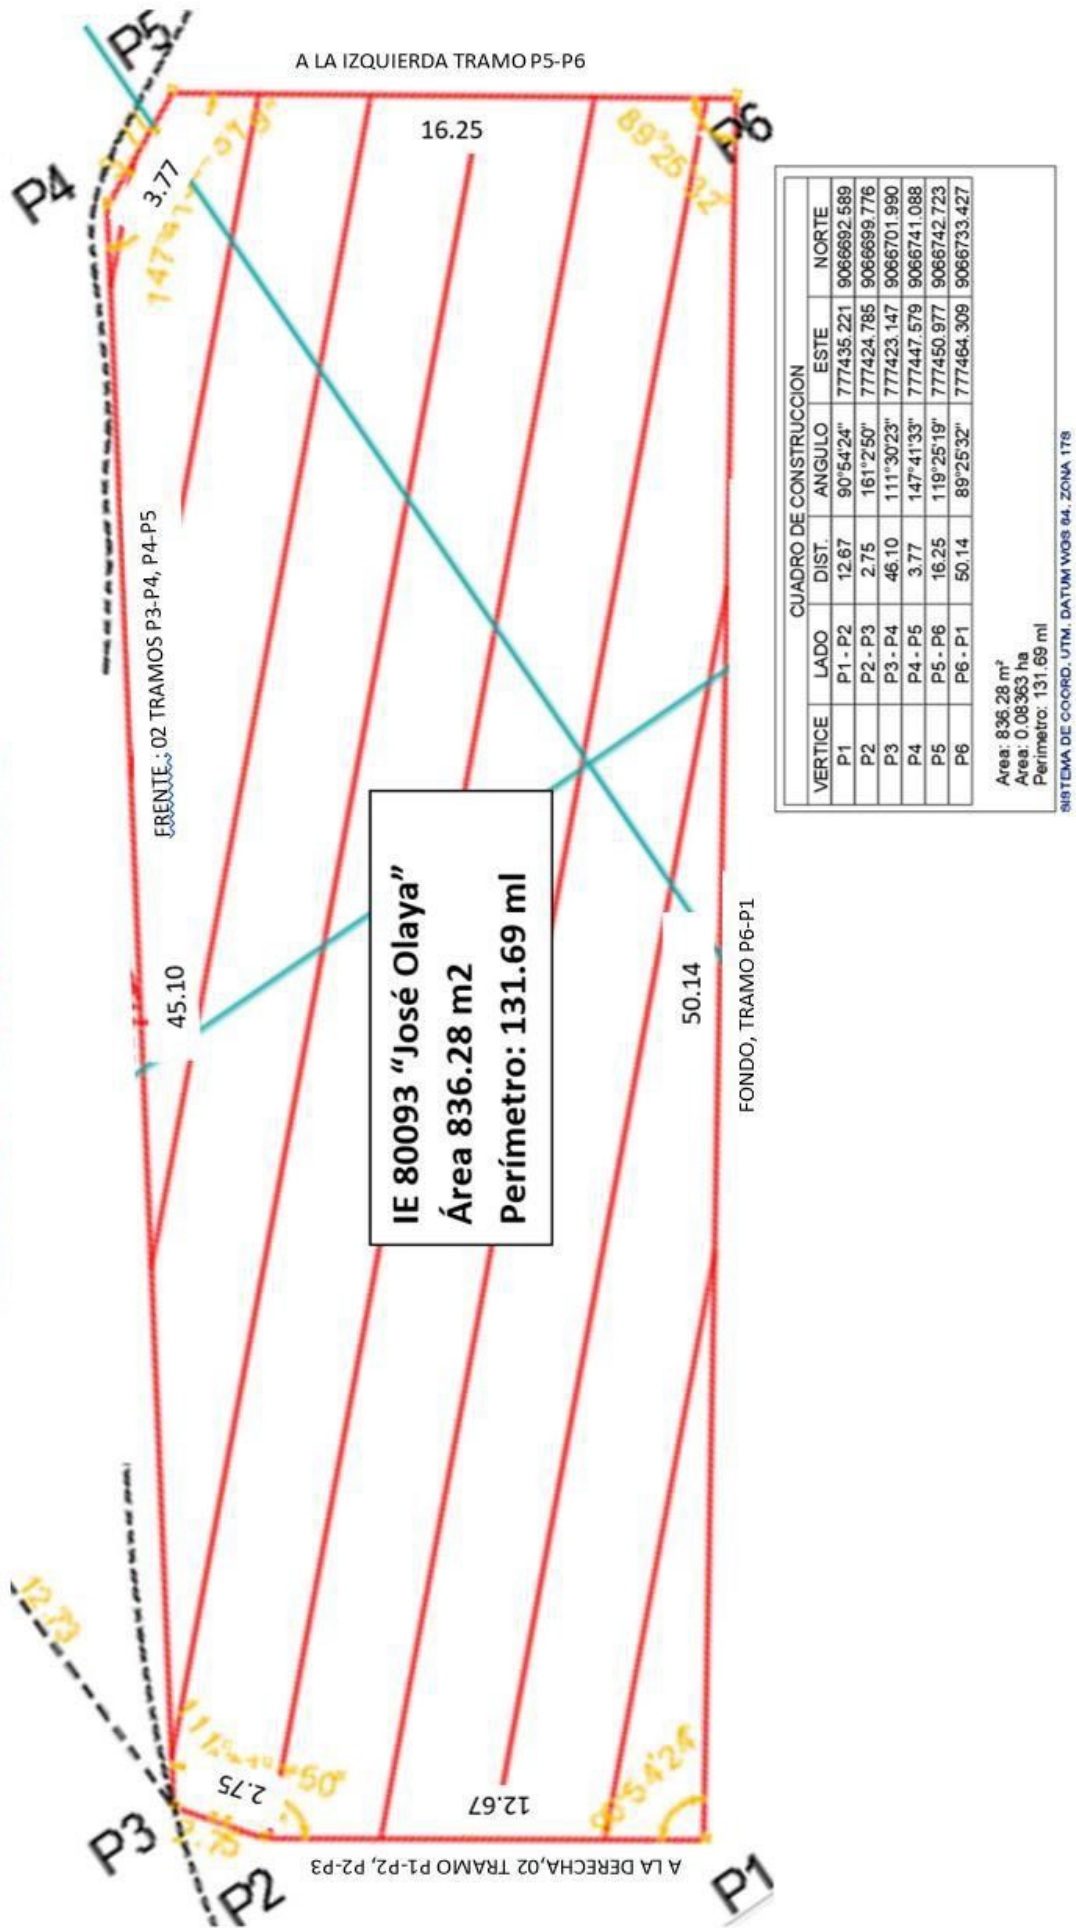 P5
A LA IZQUIERDA TRAMO P5-P6
P4
3.77
16.25
89°25'32"
P6
FRENTE : 02 TRAMOS P3-P4, P4-P5
45.10
IE 80093 “José Olaya”
Área 836.28 m2
Perímetro: 131.69 ml
50.14
FONDO, TRAMO P6-P1
12.73
P3
2.75
P2
12.67
A LA DERECHA,02 TRAMO P1-P2, P2-P3
P1
CUADRO DE CONSTRUCCION
VERTICE LADO DIST. ANGULO ESTE NORTE
P1 P1 - P2 12.67 90°54'24" 777435.221 9066692.589
P2 P2 - P3 2.75 161°2'50" 777424.785 9066699.776
P3 P3 - P4 46.10 111°30'23" 777423.147 9066701.990
P4 P4 - P5 3.77 147°41'33" 777447.579 9066741.088
P5 P5 - P6 16.25 119°25'19" 777450.977 9066742.723
P6 P6 - P1 50.14 89°25'32" 777464.309 9066733.427
Area: 836.28 m²
Area: 0.08363 ha
Perimetro: 131.69 ml
SISTEMA DE COORD. UTM. DATUM WGS 84. ZONA 17S